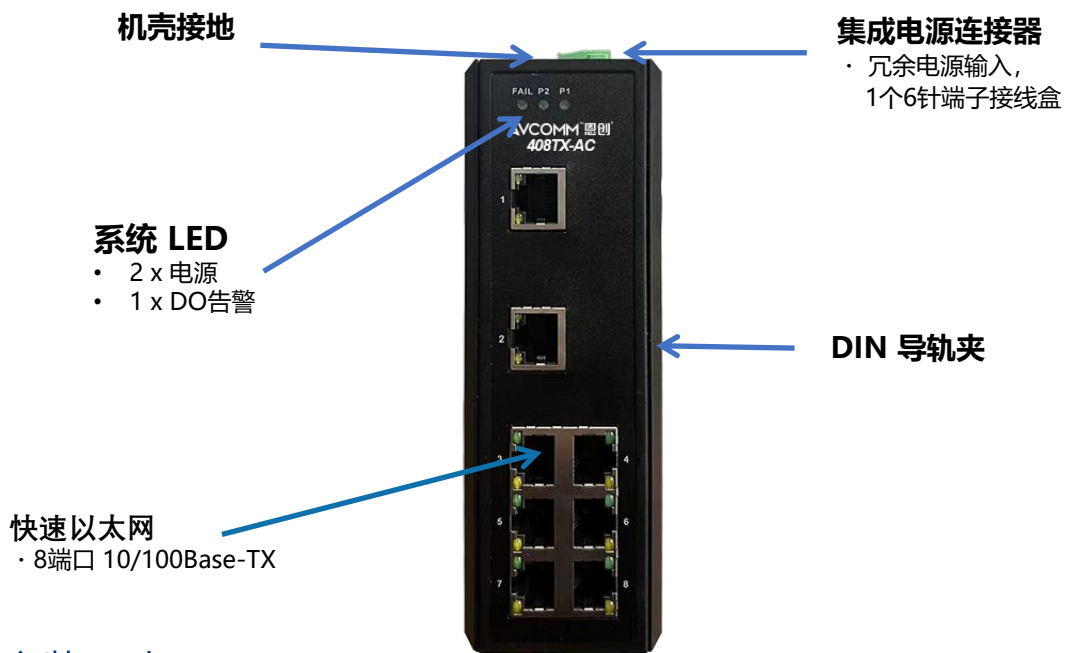 机壳接地
集成电源连接器
· 冗余电源输入，
1个6针端子接线盒
FAIL P2 P1
AVCOMM 恩创
408TX-AC
1
系统 LED
• 2 x 电源
• 1 x DO告警
2
DIN 导轨夹
3 4
快速以太网
· 8端口 10/100Base-TX
5 6
7 8